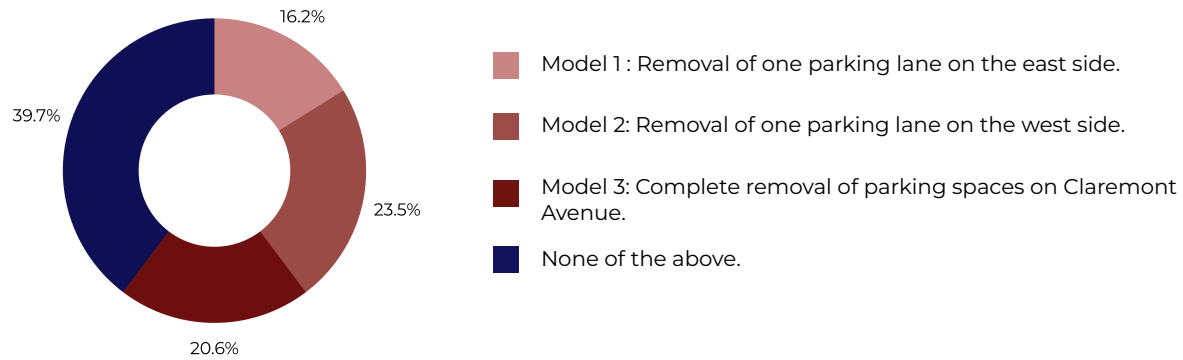 16.2%
39.7%
23.5%
20.6%
Model 1 : Removal of one parking lane on the east side.
Model 2: Removal of one parking lane on the west side.
Model 3: Complete removal of parking spaces on Claremont
Avenue.
None of the above.